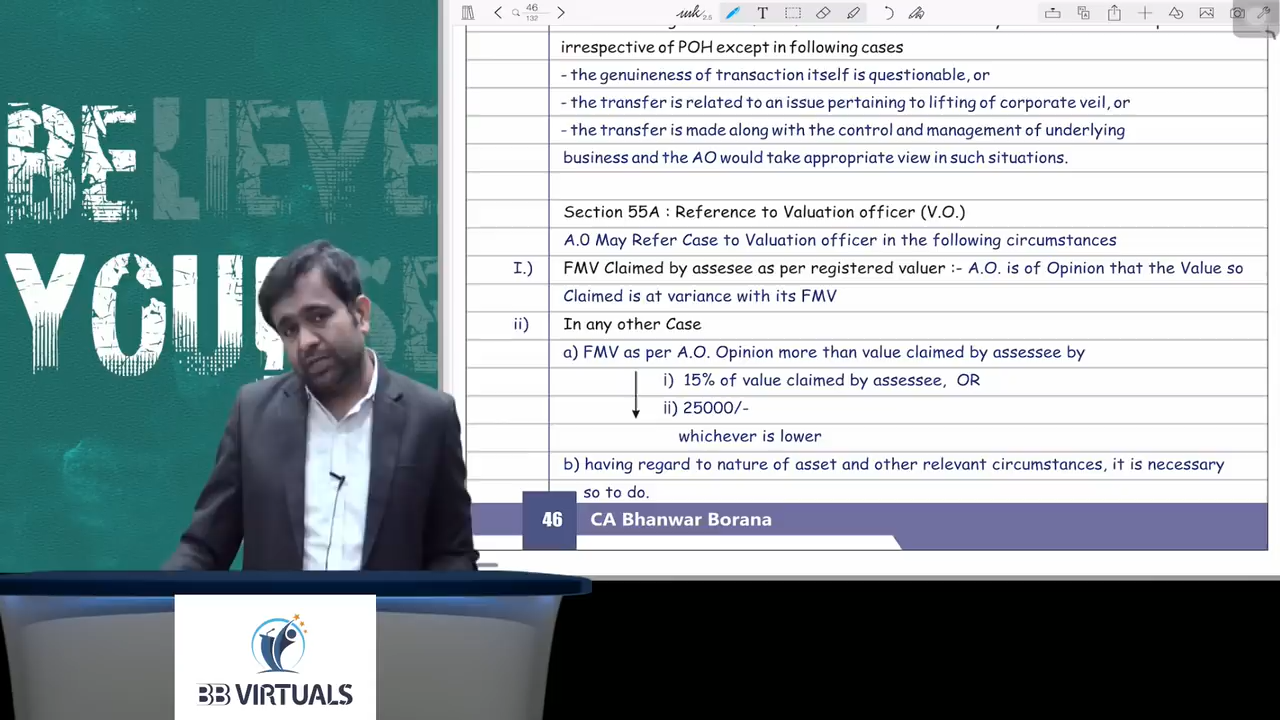 BELIEVE
YOURSE
46
132
2.5
T
irrespective of POH except in following cases
- the genuineness of transaction itself is questionable, or
- the transfer is related to an issue pertaining to lifting of corporate veil, or
- the transfer is made along with the control and management of underlying
business and the AO would take appropriate view in such situations.
Section 55A : Reference to Valuation officer (V.O.)
A.0 May Refer Case to Valuation officer in the following circumstances
I.) FMV Claimed by assesee as per registered valuer :- A.O. is of Opinion that the Value so
Claimed is at variance with its FMV
ii) In any other Case
a) FMV as per A.O. Opinion more than value claimed by assessee by
i) 15% of value claimed by assessee, OR
ii) 25000/-
whichever is lower
b) having regard to nature of asset and other relevant circumstances, it is necessary
so to do.
46 CA Bhanwar Borana
BB VIRTUALS